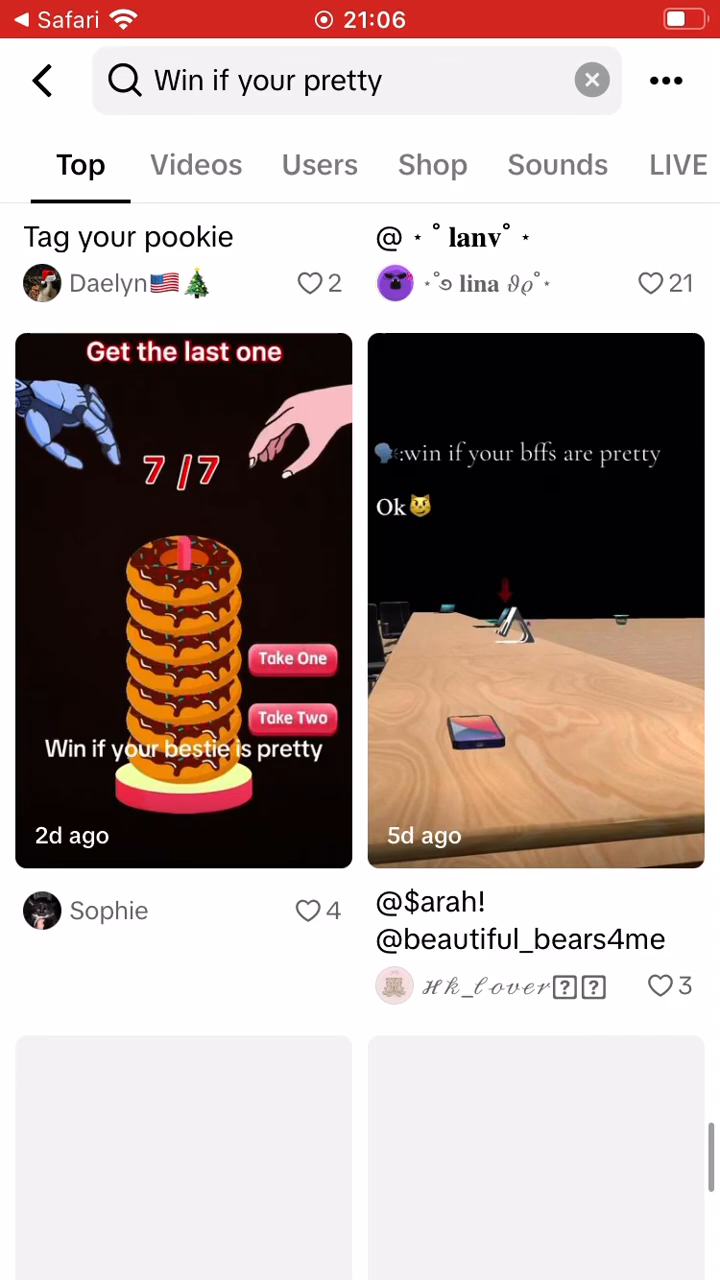 Safari 21:06
Win if your pretty
Top Videos Users Shop Sounds LIVE
Tag your pookie
Daelyn🇺🇸🎄 2
@ ⋆ ˚ lanv˚ ⋆
⋆˚౨ lina ϑϱ˚⋆ 21
Get the last one
7/7
Take One
Take Two
Win if your bestie is pretty
2d ago
Sophie 4
🗣️:win if your bffs are pretty
Ok😼
5d ago
@$arah!
@beautiful_bears4me
ℋ𝓀_𝓁ℴ𝓋ℯ𝓇 3